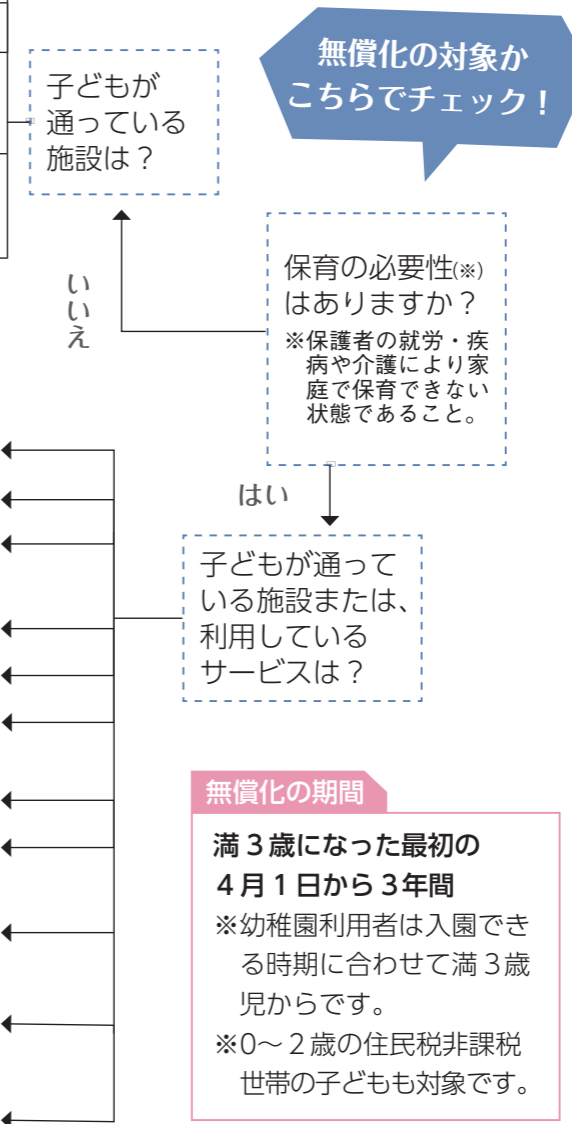 無償化の対象か
こちらでチェック！
子どもが
通っている
施設は？
保育の必要性(※)
はありますか？
※保護者の就労・疾
病や介護により家
庭で保育できない
状態であること。
いいえ
はい
子どもが通って
いる施設または、
利用している
サービスは？
無償化の期間
満３歳になった最初の
４月１日から３年間
※幼稚園利用者は入園でき
る時期に合わせて満３歳
児からです。
※0～２歳の住民税非課税
世帯の子どもも対象です。